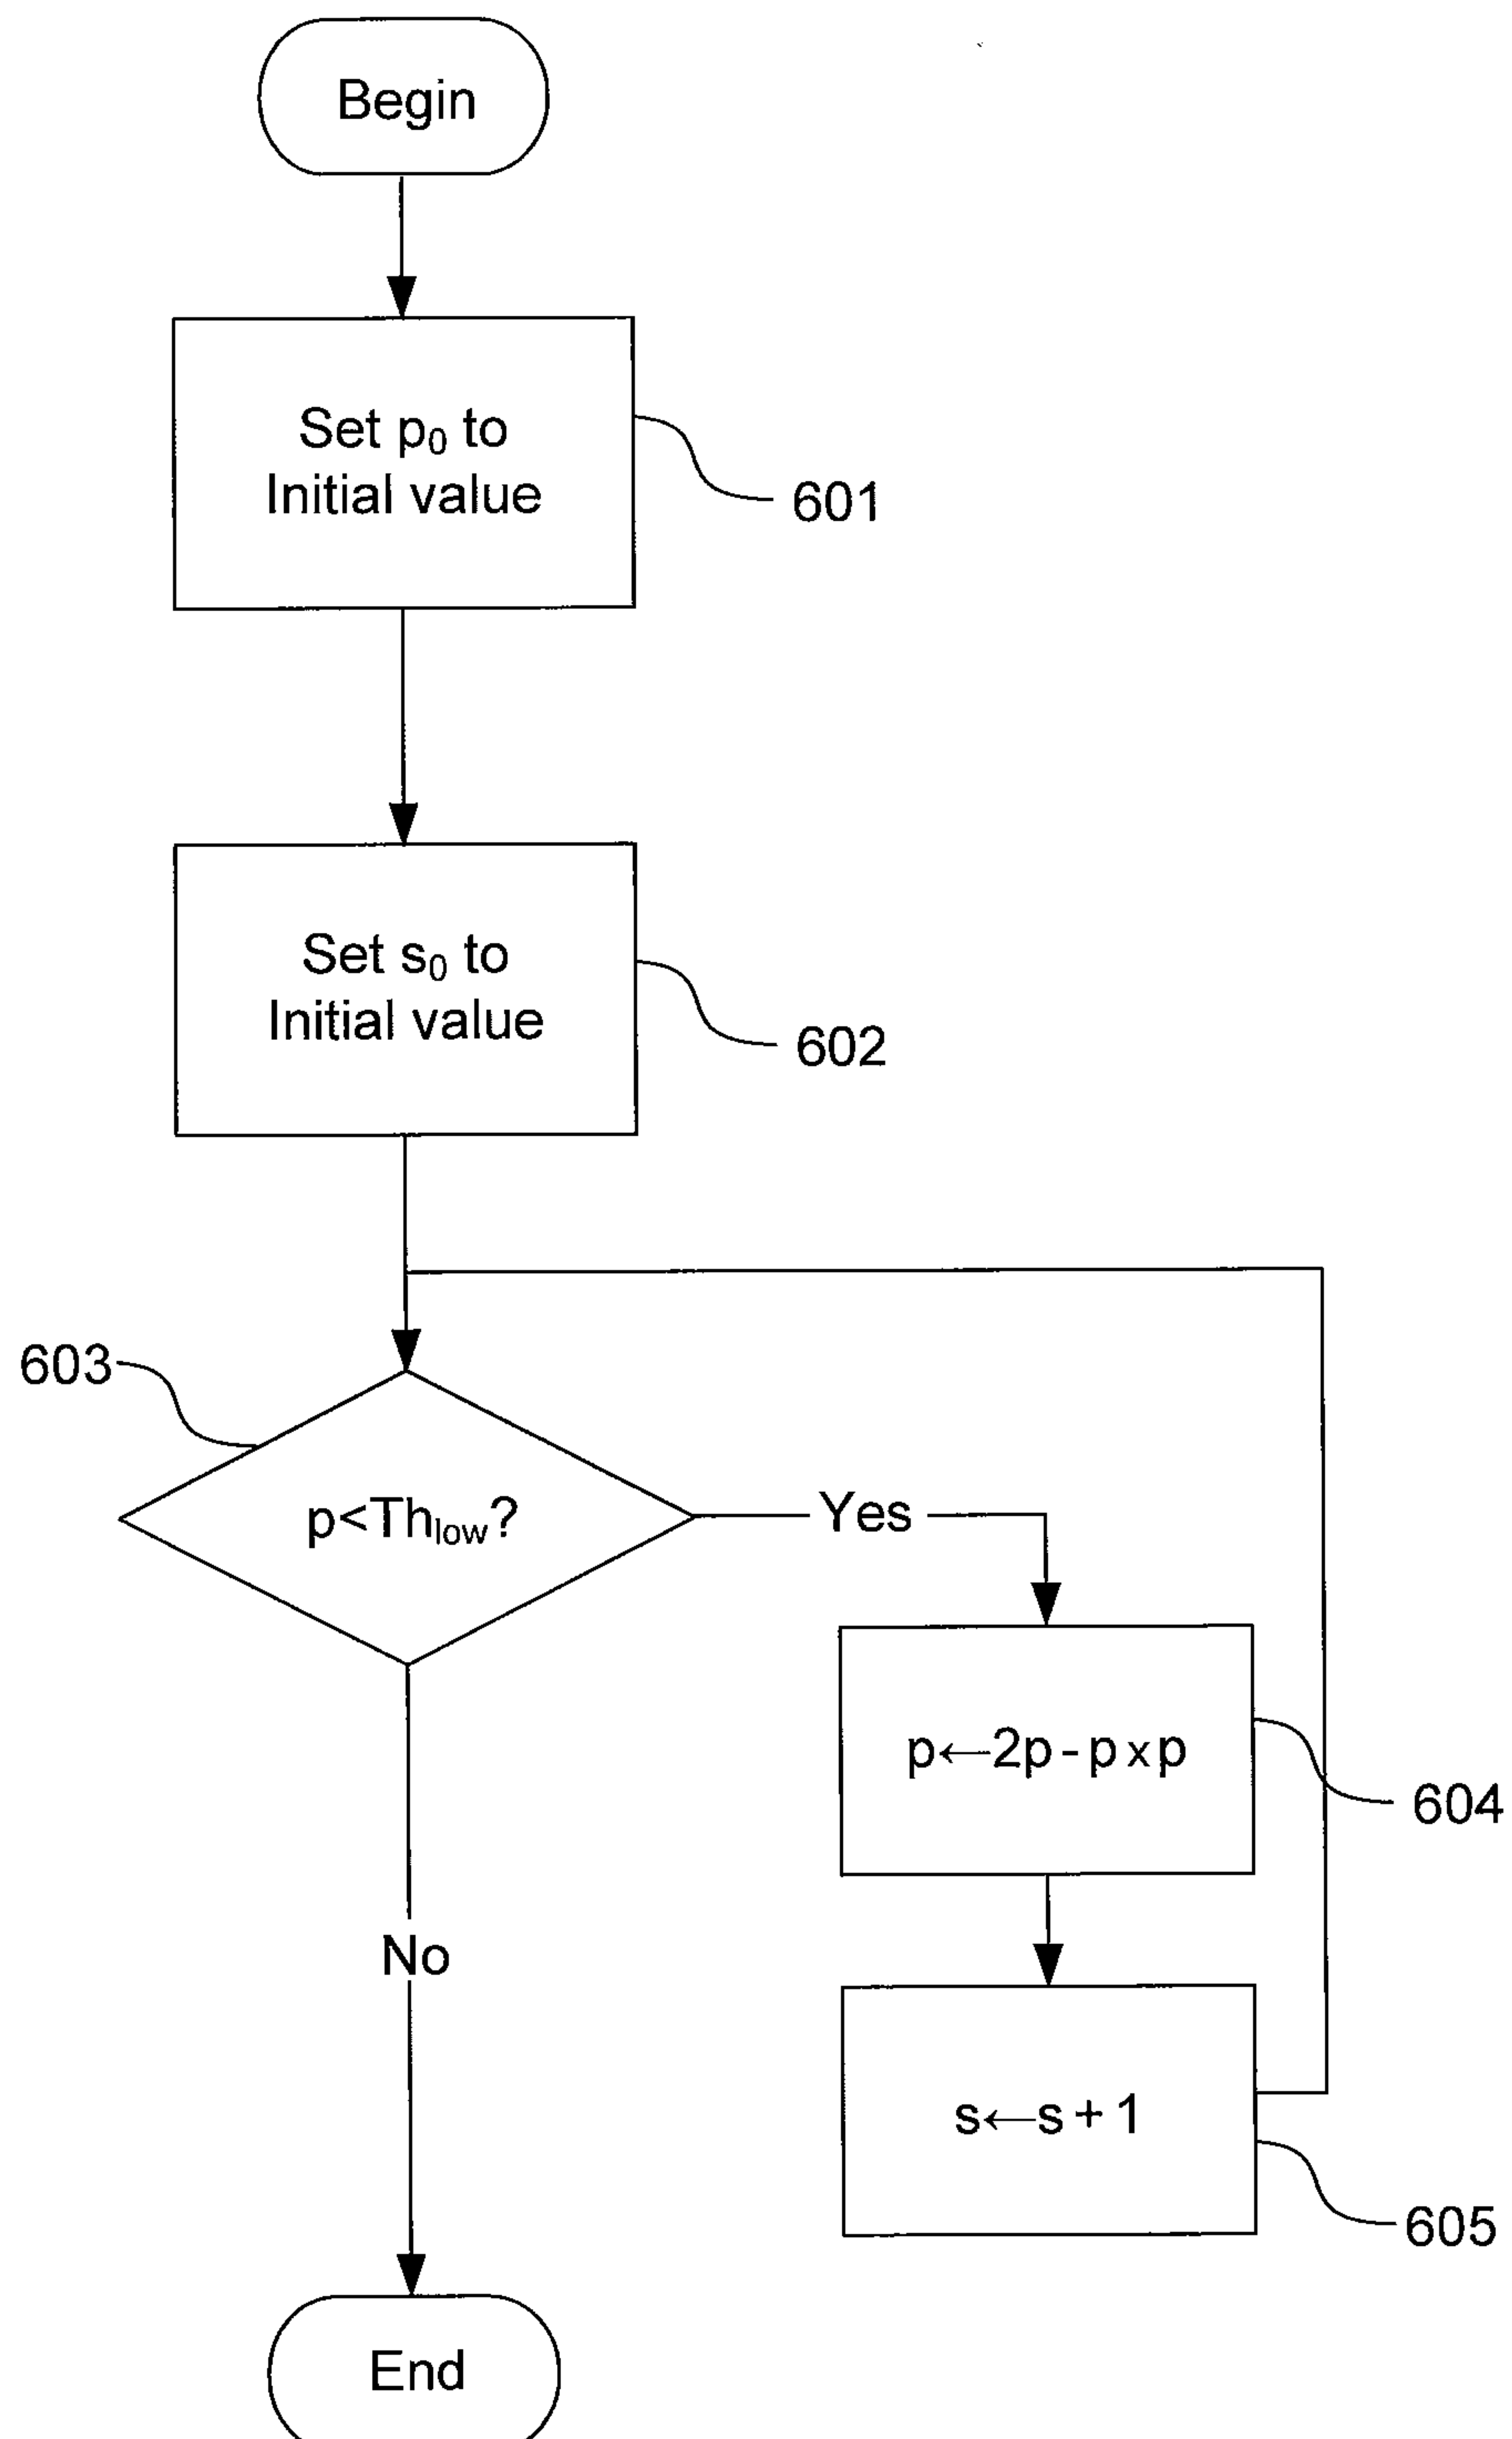 Begin
Set p₀ to
Initial value
601
Set s₀ to
Initial value
602
603
p<Thlow?
Yes
p←2p - p x p
604
No
s←s + 1
605
End